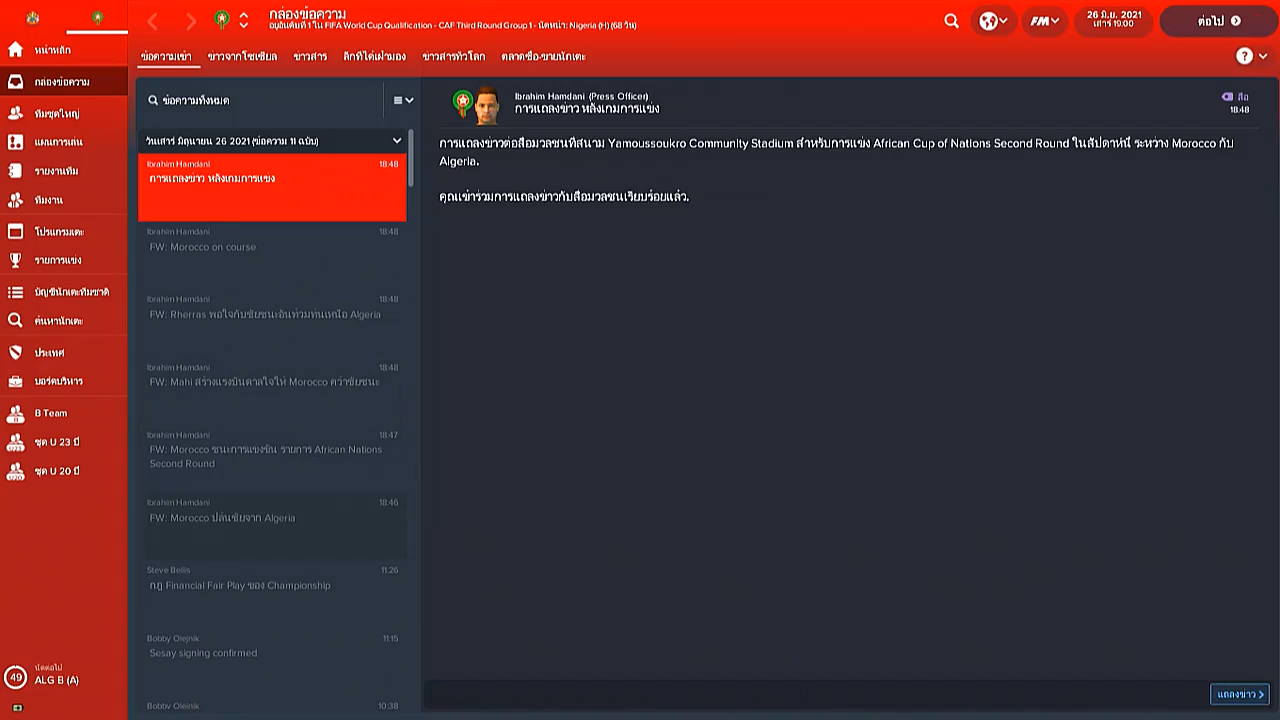 กล่องข้อความ
อยู่อันดับที่ 1 ใน FIFA World Cup Qualification - CAF Third Round Group 1 - นัดหน้า: Nigeria (H) (68 วัน)
FM
26 มิ.ย. 2021
เสาร์ 19:00
ต่อไป
หน้าหลัก
กล่องข้อความ
ทีมชุดใหญ่
แผนการเล่น
รายงานทีม
ทีมงาน
โปรแกรมเตะ
รายการแข่ง
บัญชีนักเตะทีมชาติ
ค้นหานักเตะ
ประเทศ
บอร์ดบริหาร
B Team
ชุด U 23 ปี
ชุด U 20 ปี
49
นัดต่อไป
ALG B (A)
ข้อความเข้า
ข่าวจากโซเชียล
ข่าวสาร
ลีกที่ได้เฝ้ามอง
ข่าวสารทั่วโลก
ตลาดซื้อ-ขายนักเตะ
?
ข้อความทั้งหมด
วันเสาร์ มิถุนายน 26 2021 (ข้อความ 11 ฉบับ)
Ibrahim Hamdani 18:48
การแถลงข่าว หลังเกมการแข่ง
Ibrahim Hamdani 18:48
FW: Morocco on course
Ibrahim Hamdani 18:48
FW: Rherras พอใจกับชัยชนะอันท่วมท้นเหนือ Algeria
Ibrahim Hamdani 18:48
FW: Mahi สร้างแรงบันดาลใจให้ Morocco คว้าชัยชนะ
Ibrahim Hamdani 18:47
FW: Morocco ชนะการแข่งขัน รายการ African Nations
Second Round
Ibrahim Hamdani 18:46
FW: Morocco ปล้นชัยจาก Algeria
Steve Bellis 11:26
กฎ Financial Fair Play ของ Championship
Bobby Olejnik 11:15
Sesay signing confirmed
Bobby Olejnik 10:38
Ibrahim Hamdani (Press Officer)
การแถลงข่าว หลังเกมการแข่ง
สื่อ
18:48
การแถลงข่าวต่อสื่อมวลชนที่สนาม Yamoussoukro Community Stadium สำหรับการแข่ง African Cup of Nations Second Round ในสัปดาห์นี้ ระหว่าง Morocco กับ
Algeria.
คุณเข้าร่วมการแถลงข่าวกับสื่อมวลชนเรียบร้อยแล้ว.
แถลงข่าว